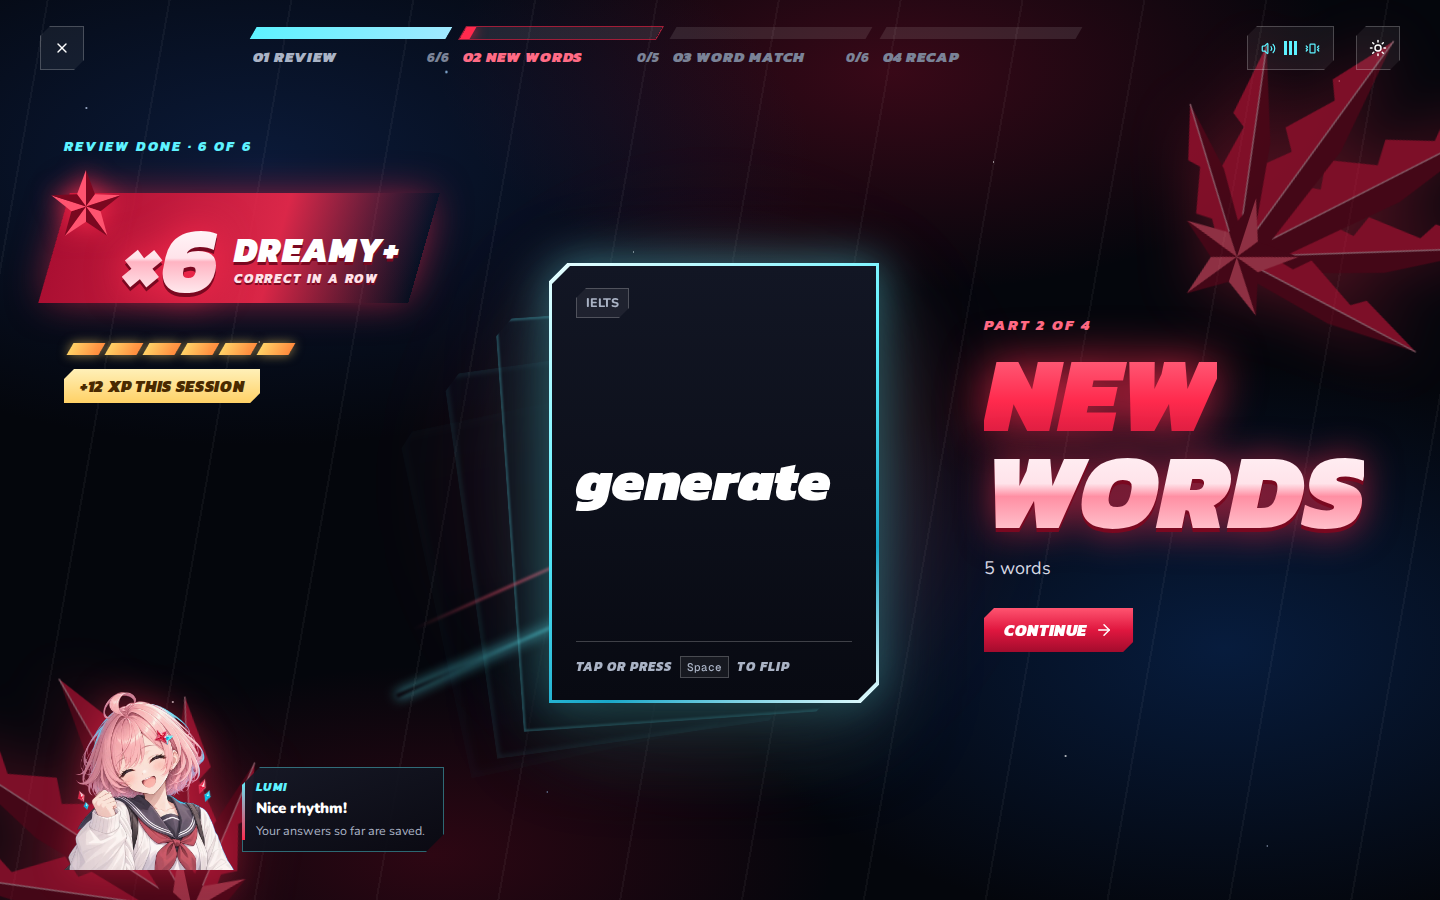 01 REVIEW 6/6 02 NEW WORDS 0/5 03 WORD MATCH 0/6 04 RECAP
REVIEW DONE · 6 OF 6
×6 DREAMY+
CORRECT IN A ROW
+12 XP THIS SESSION
IELTS
generate
TAP OR PRESS Space TO FLIP
PART 2 OF 4
NEW
WORDS
5 words
CONTINUE →
LUMI
Nice rhythm!
Your answers so far are saved.